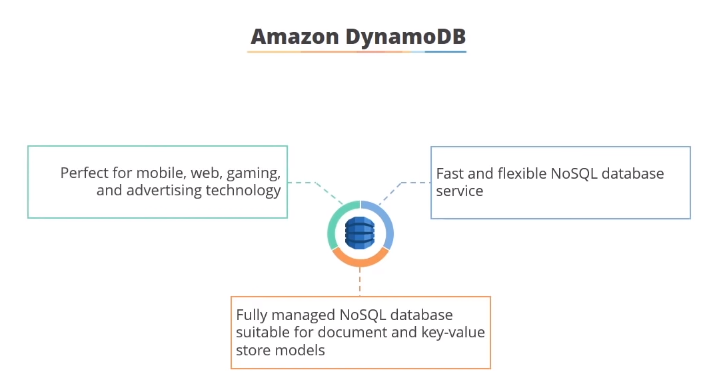 Amazon DynamoDB
Perfect for mobile, web, gaming,
and advertising technology
Fast and flexible NoSQL database
service
Fully managed NoSQL database
suitable for document and key-value
store models